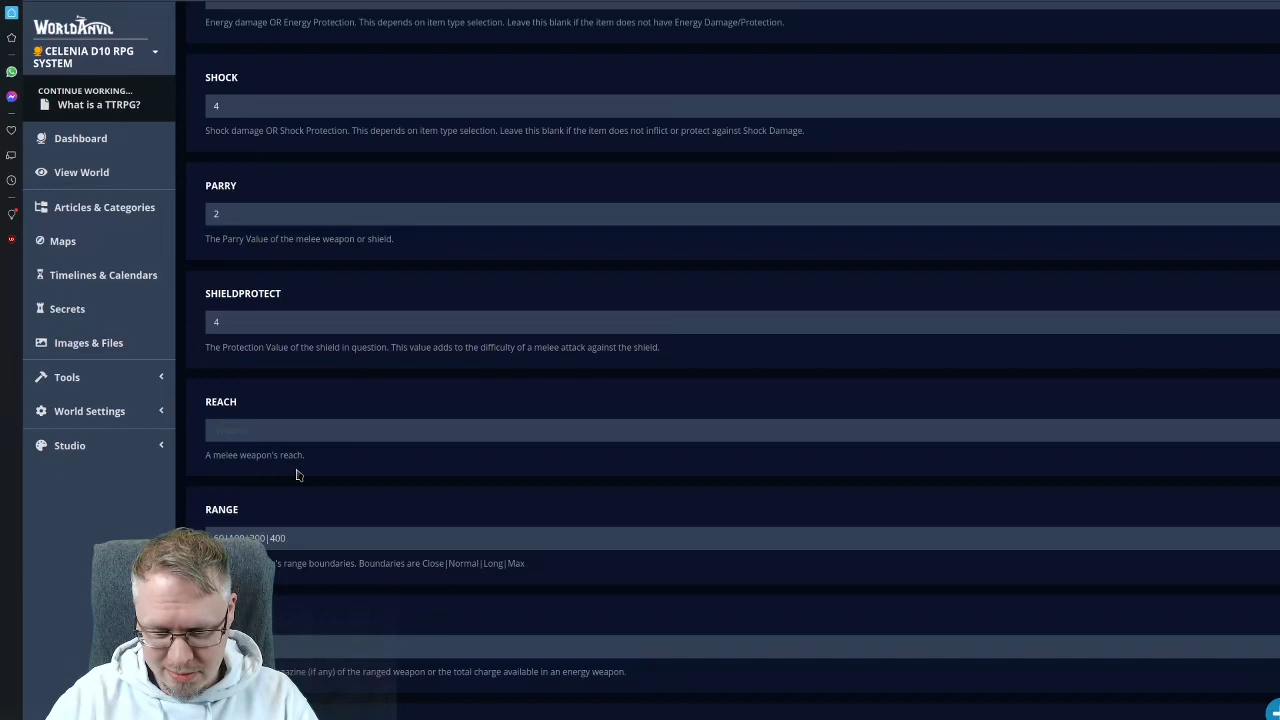 WORLDANVIL
CELENIA D10 RPG SYSTEM
CONTINUE WORKING...
What is a TTRPG?
Dashboard
View World
Articles & Categories
Maps
Timelines & Calendars
Secrets
Images & Files
Tools
World Settings
Studio
Energy damage OR Energy Protection. This depends on item type selection. Leave this blank if the item does not have Energy Damage/Protection.
SHOCK
4
Shock damage OR Shock Protection. This depends on item type selection. Leave this blank if the item does not inflict or protect against Shock Damage.
PARRY
2
The Parry Value of the melee weapon or shield.
SHIELDPROTECT
4
The Protection Value of the shield in question. This value adds to the difficulty of a melee attack against the shield.
REACH
A melee weapon's reach.
RANGE
|400
's range boundaries. Boundaries are Close|Normal|Long|Max
(if any) of the ranged weapon or the total charge available in an energy weapon.